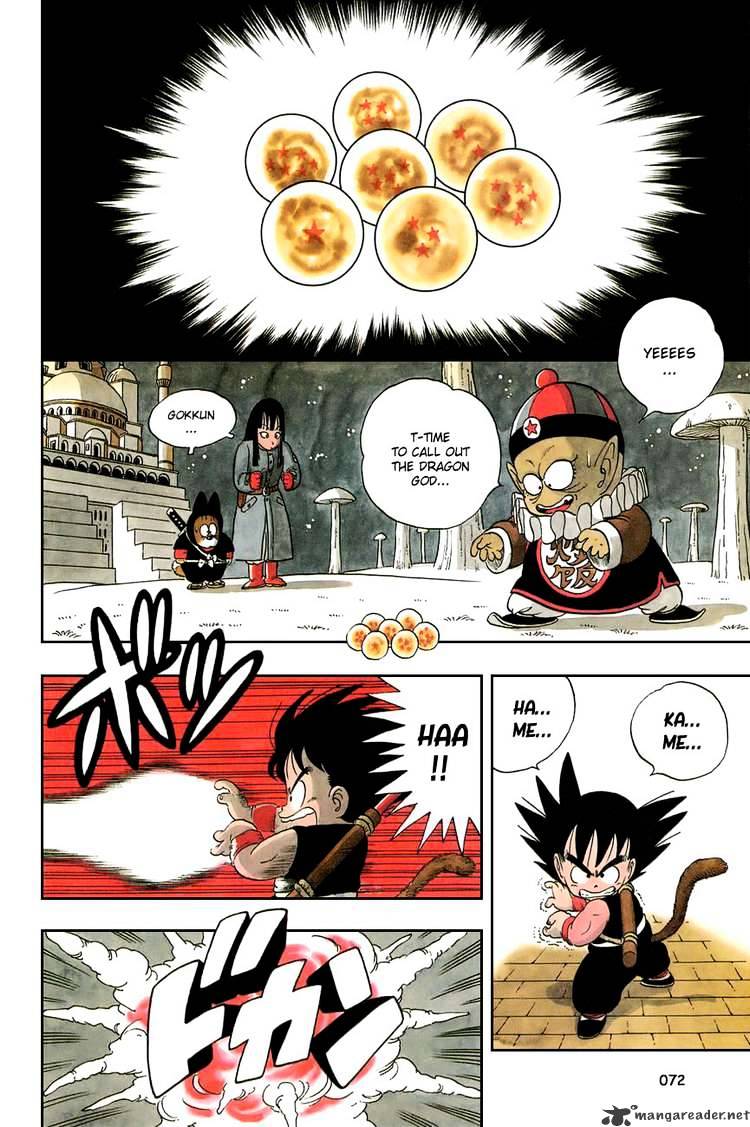 YEEEES
...
T-TIME
TO CALL OUT
THE DRAGON
GOD...
GOKKUN
...
KA...
ME...
HA...
ME...
HAA
!!
ボッ
ドカン
072
mangareader.net